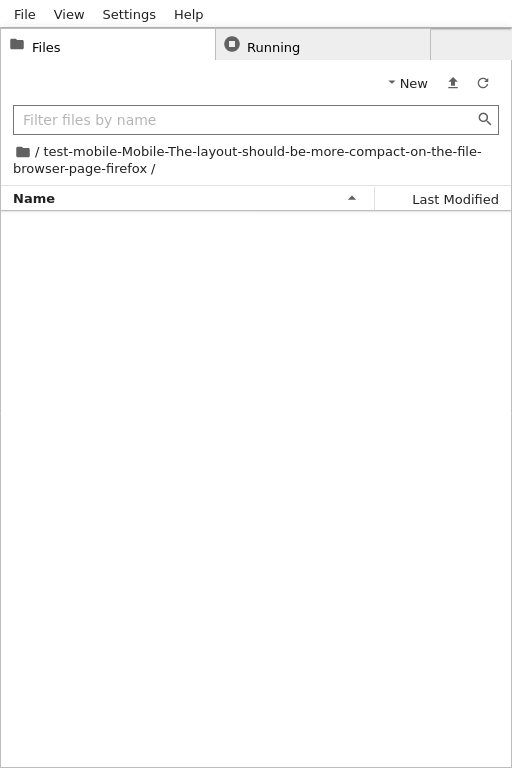 File View Settings Help
Files Running
New
Filter files by name
/ test-mobile-Mobile-The-layout-should-be-more-compact-on-the-file-
browser-page-firefox /
Name Last Modified